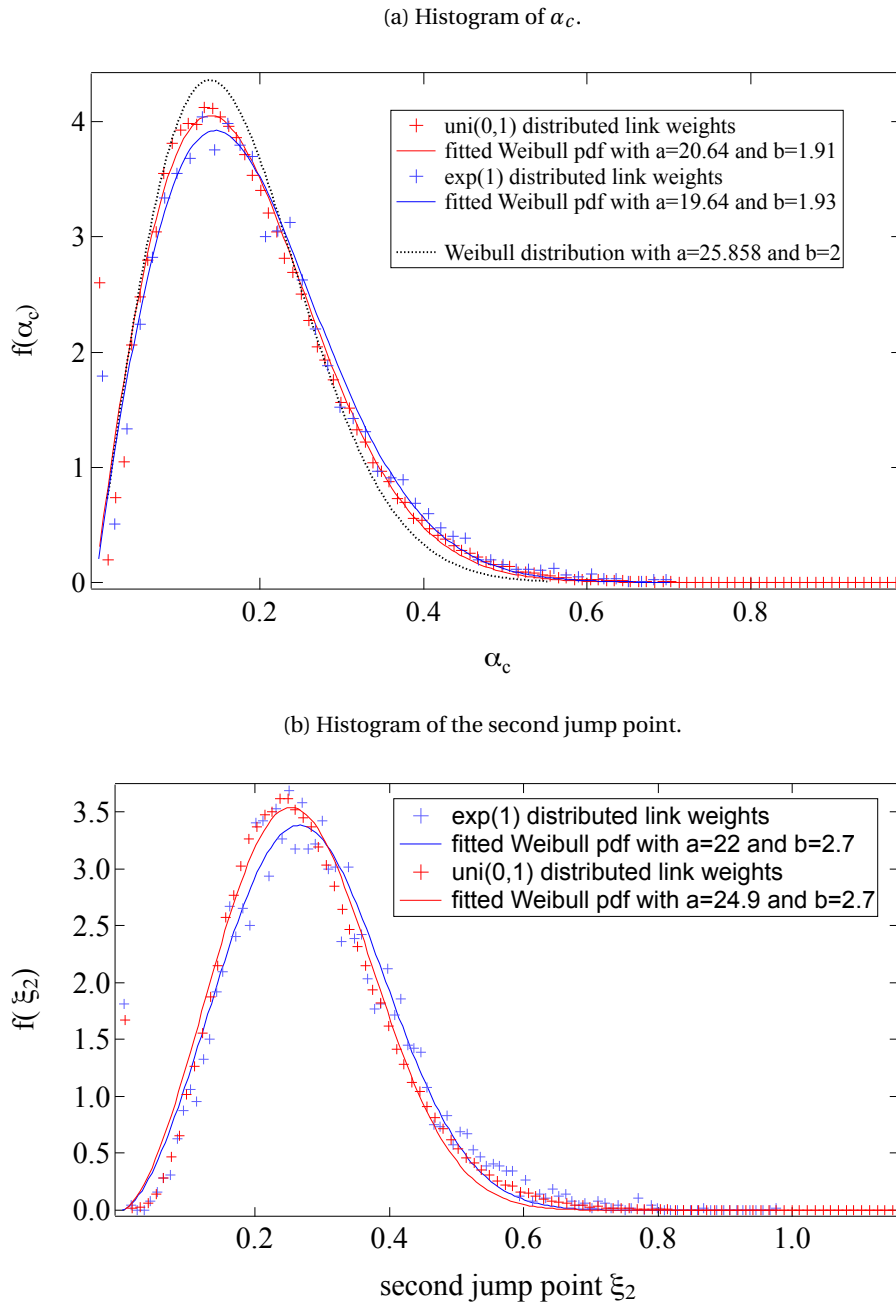 (a) Histogram of α_c.
4
3
2
1
0
f(α_c)
uni(0,1) distributed link weights
fitted Weibull pdf with a=20.64 and b=1.91
exp(1) distributed link weights
fitted Weibull pdf with a=19.64 and b=1.93
Weibull distribution with a=25.858 and b=2
0.2 0.4 0.6 0.8
α_c
(b) Histogram of the second jump point.
3.5
3.0
2.5
2.0
1.5
1.0
0.5
0.0
f( ξ_2)
exp(1) distributed link weights
fitted Weibull pdf with a=22 and b=2.7
uni(0,1) distributed link weights
fitted Weibull pdf with a=24.9 and b=2.7
0.2 0.4 0.6 0.8 1.0
second jump point ξ_2